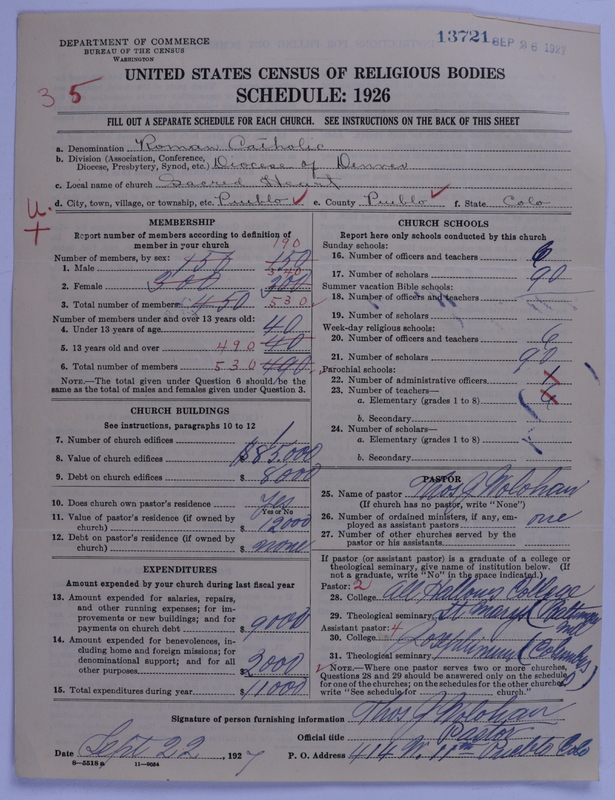 DEPARTMENT OF COMMERCE
BUREAU OF THE CENSUS
WASHINGTON
13721 SEP 26 1927
UNITED STATES CENSUS OF RELIGIOUS BODIES
SCHEDULE: 1926
35
FILL OUT A SEPARATE SCHEDULE FOR EACH CHURCH. SEE INSTRUCTIONS ON THE BACK OF THIS SHEET
a. Denomination Roman Catholic
b. Division (Association, Conference, Diocese, Presbytery, Synod, etc.) Diocese of Denver
c. Local name of church Sacred Heart
d. City, town, village, or township, etc. Pueblo e. County Pueblo f. State Colo
MEMBERSHIP
Report number of members according to definition of member in your church
Number of members, by sex:
190
1. Male 150 150
340
2. Female 300 300
3. Total number of members 450 530
Number of members under and over 13 years old:
4. Under 13 years of age 40
5. 13 years old and over 490 40
6. Total number of members 530 490
NOTE.—The total given under Question 6 should be the same as the total of males and females given under Question 3.
CHURCH BUILDINGS
See instructions, paragraphs 10 to 12
7. Number of church edifices 1
8. Value of church edifices $ 85,000
9. Debt on church edifices $ 8000
10. Does church own pastor's residence Yes
Yes or No
11. Value of pastor's residence (if owned by church) $ 12000
12. Debt on pastor's residence (if owned by church) $ none
EXPENDITURES
Amount expended by your church during last fiscal year
13. Amount expended for salaries, repairs, and other running expenses; for improvements or new buildings; and for payments on church debt $ 9000
14. Amount expended for benevolences, including home and foreign missions; for denominational support; and for all other purposes $ 2000
15. Total expenditures during year $ 11000
CHURCH SCHOOLS
Report here only schools conducted by this church
Sunday schools:
16. Number of officers and teachers 6
17. Number of scholars 90
Summer vacation Bible schools:
18. Number of officers and teachers
19. Number of scholars
Week-day religious schools:
20. Number of officers and teachers 6
21. Number of scholars 90
Parochial schools:
22. Number of administrative officers
23. Number of teachers—
a. Elementary (grades 1 to 8)
b. Secondary
24. Number of scholars—
a. Elementary (grades 1 to 8)
b. Secondary
PASTOR
25. Name of pastor Thos J Wolohan
(If church has no pastor, write "None")
26. Number of ordained ministers, if any, employed as assistant pastors one
27. Number of other churches served by the pastor or his assistants
If pastor (or assistant pastor) is a graduate of a college or theological seminary, give name of institution below. (If not a graduate, write "No" in the space indicated.)
Pastor: 2
28. College College
29. Theological seminary St Marys (Baltimore Md
Assistant pastor: 4
30. College
31. Theological seminary Josephinum (Columbus O)
NOTE.—Where one pastor serves two or more churches, Questions 28 and 29 should be answered only on the schedule for one of the churches; on the schedules for the other churches write "See schedule for church."
Signature of person furnishing information Thos J Wolohan
Official title Pastor
Date Sept 22, 1927 P. O. Address 414 W. 11th Pueblo Colo
8—5518a 11—9054